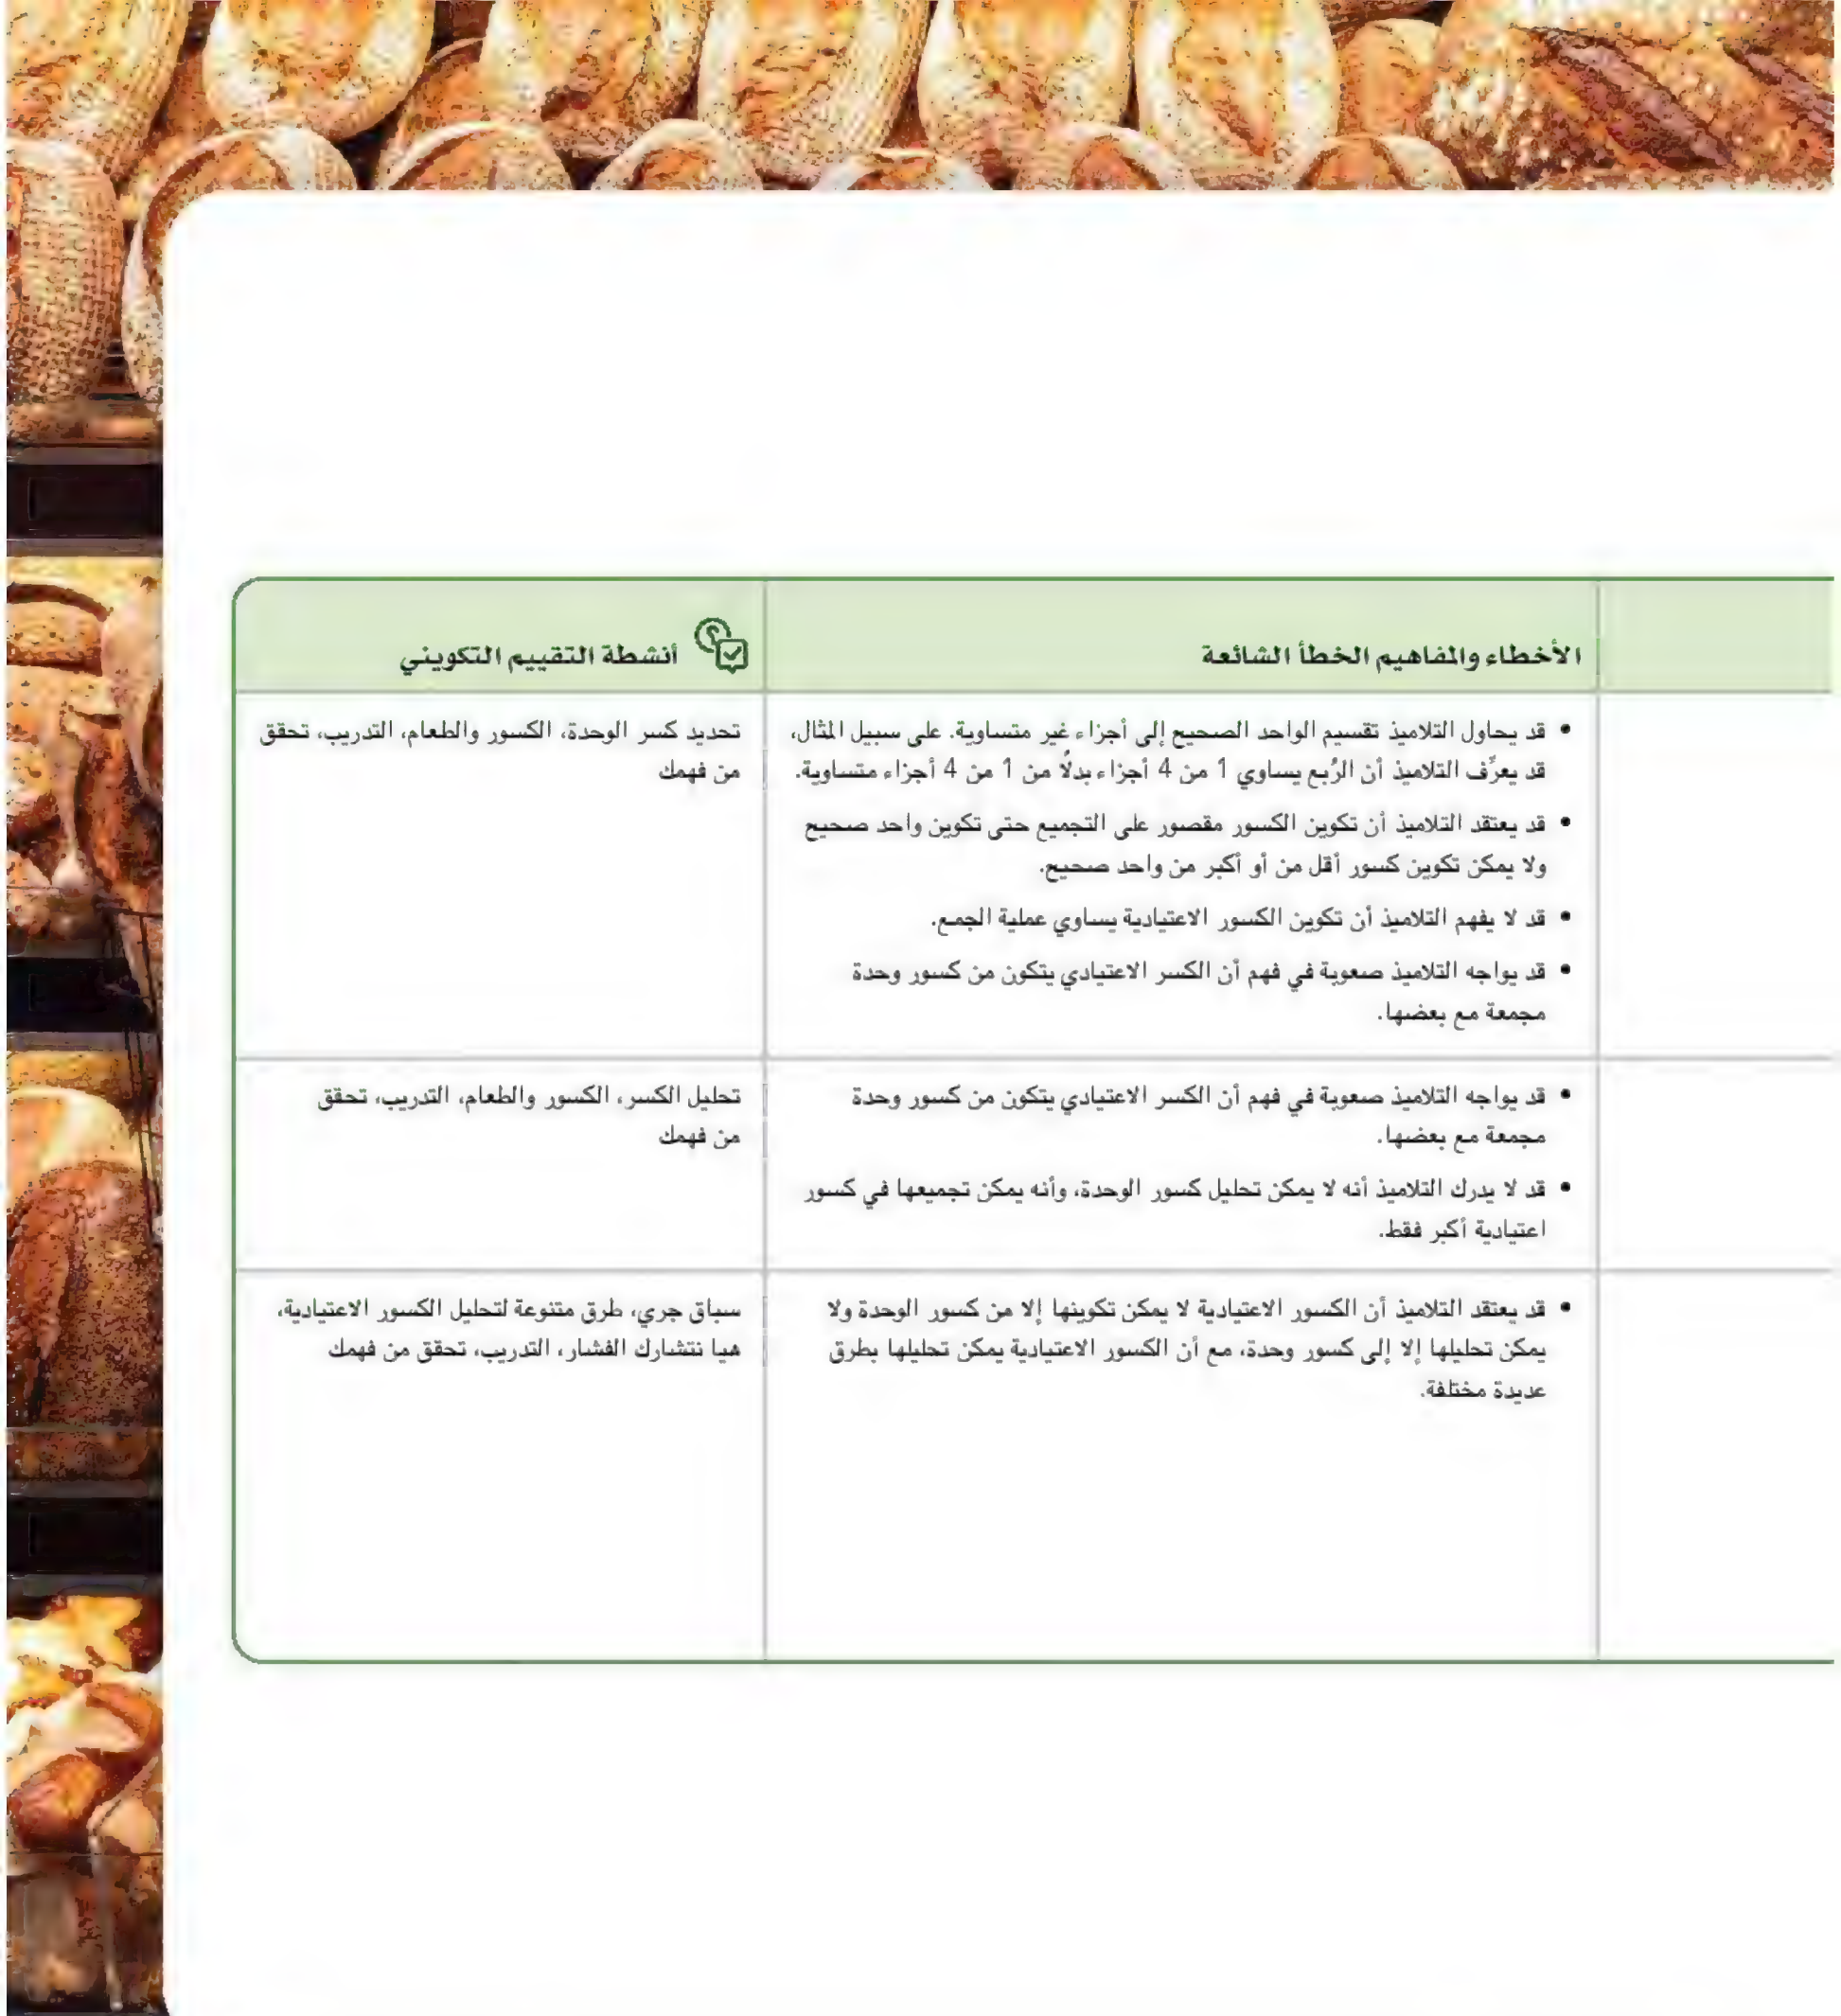 الأخطاء والمفاهيم الخطأ الشائعة
أنشطة التقييم التكويني
• قد يحاول التلاميذ تقسيم الواحد الصحيح إلى أجزاء غير متساوية. على سبيل المثال،
قد يعرِّف التلاميذ أن الرُبع يساوي 1 من 4 أجزاء بدلًا من 1 من 4 أجزاء متساوية.
• قد يعتقد التلاميذ أن تكوين الكسور مقصور على التجميع حتى تكوين واحد صحيح
ولا يمكن تكوين كسور أقل من أو أكبر من واحد صحيح.
• قد لا يفهم التلاميذ أن تكوين الكسور الاعتيادية يساوي عملية الجمع.
• قد يواجه التلاميذ صعوبة في فهم أن الكسر الاعتيادي يتكون من كسور وحدة
مجمعة مع بعضها.
تحديد كسر الوحدة، الكسور والطعام، التدريب، تحقق
من فهمك
• قد يواجه التلاميذ صعوبة في فهم أن الكسر الاعتيادي يتكون من كسور وحدة
مجمعة مع بعضها.
• قد لا يدرك التلاميذ أنه لا يمكن تحليل كسور الوحدة، وأنه يمكن تجميعها في كسور
اعتيادية أكبر فقط.
تحليل الكسر، الكسور والطعام، التدريب، تحقق
من فهمك
• قد يعتقد التلاميذ أن الكسور الاعتيادية لا يمكن تكوينها إلا من كسور الوحدة ولا
يمكن تحليلها إلا إلى كسور وحدة، مع أن الكسور الاعتيادية يمكن تحليلها بطرق
عديدة مختلفة.
سباق جري، طرق متنوعة لتحليل الكسور الاعتيادية،
هيا نتشارك الفشار، التدريب، تحقق من فهمك